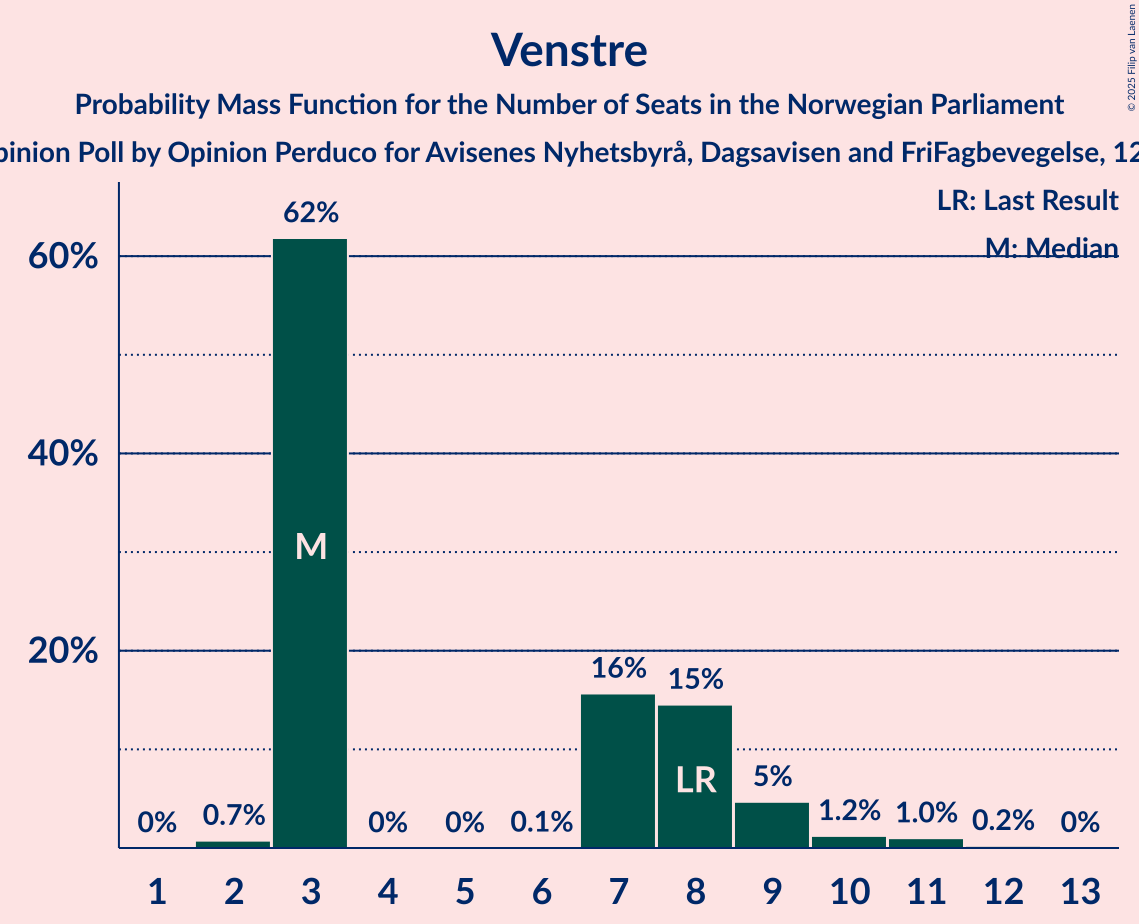 Venstre
Probability Mass Function for the Number of Seats in the Norwegian Parliament
pinion Poll by Opinion Perduco for Avisenes Nyhetsbyrå, Dagsavisen and FriFagbevegelse, 12
© 2025 Filip van Laenen
LR: Last Result
M: Median
60%
40%
20%
0% 0.7% 62% 0% 0% 0.1% 16% 15% 5% 1.2% 1.0% 0.2% 0%
M
LR
1 2 3 4 5 6 7 8 9 10 11 12 13